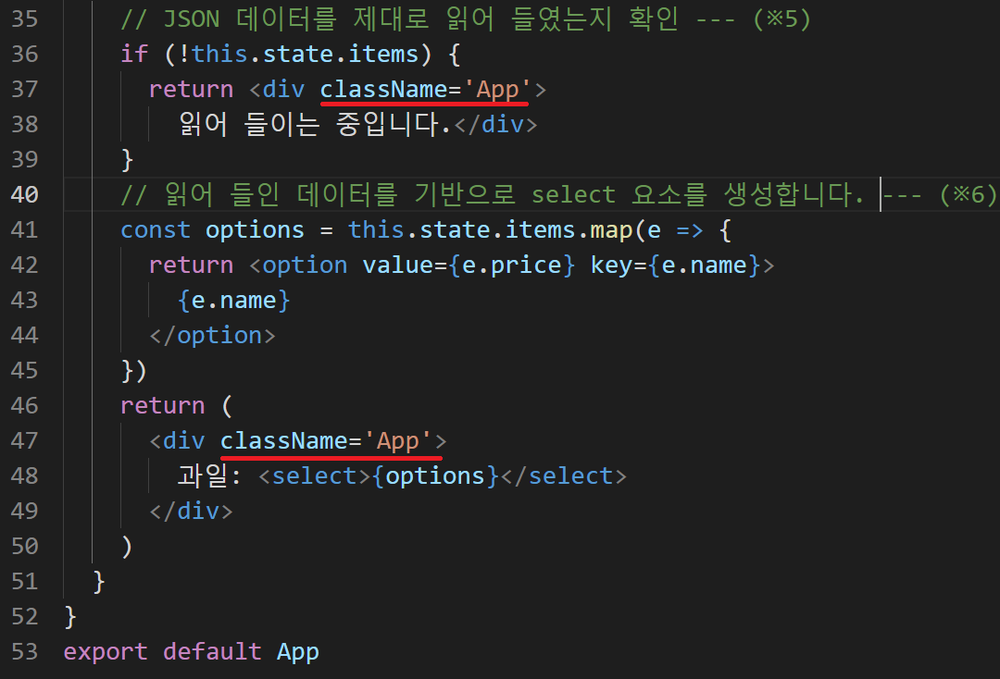 35 // JSON 데이터를 제대로 읽어 들였는지 확인 --- (※5)
36 if (!this.state.items) {
37 return <div className='App'>
38 읽어 들이는 중입니다.</div>
39 }
40 // 읽어 들인 데이터를 기반으로 select 요소를 생성합니다. --- (※6)
41 const options = this.state.items.map(e => {
42 return <option value={e.price} key={e.name}>
43 {e.name}
44 </option>
45 })
46 return (
47 <div className='App'>
48 과일: <select>{options}</select>
49 </div>
50 )
51 }
52 }
53 export default App